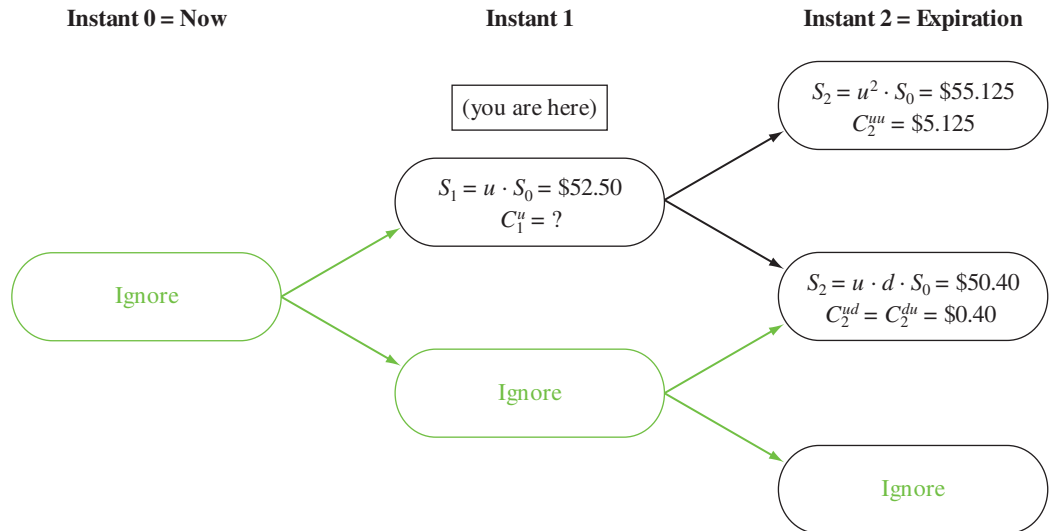 Instant 0 = Now
Instant 1
Instant 2 = Expiration
(you are here)
S₂ = u² · S₀ = $55.125
C₂ᵘᵘ = $5.125
S₁ = u · S₀ = $52.50
C₁ᵘ = ?
Ignore
S₂ = u · d · S₀ = $50.40
C₂ᵘᵈ = C₂ᵈᵘ = $0.40
Ignore
Ignore